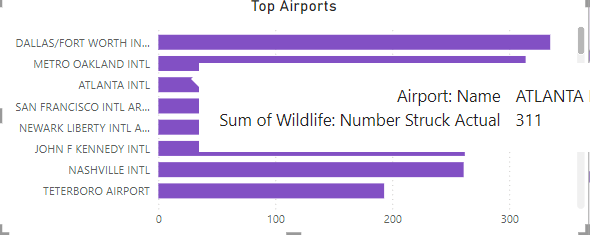 Top Airports
DALLAS/FORT WORTH IN...
METRO OAKLAND INTL
ATLANTA INTL
SAN FRANCISCO INTL AR...
NEWARK LIBERTY INTL A...
JOHN F KENNEDY INTL
NASHVILLE INTL
TETERBORO AIRPORT
Airport: Name ATLANTA
Sum of Wildlife: Number Struck Actual 311
0 100 200 300